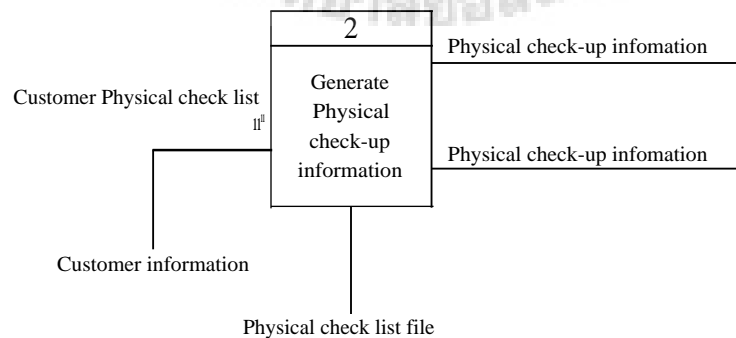 2
Physical check-up infomation
Generate
Physical
check-up
information
Customer Physical check list
Physical check-up infomation
Customer information
Physical check list file